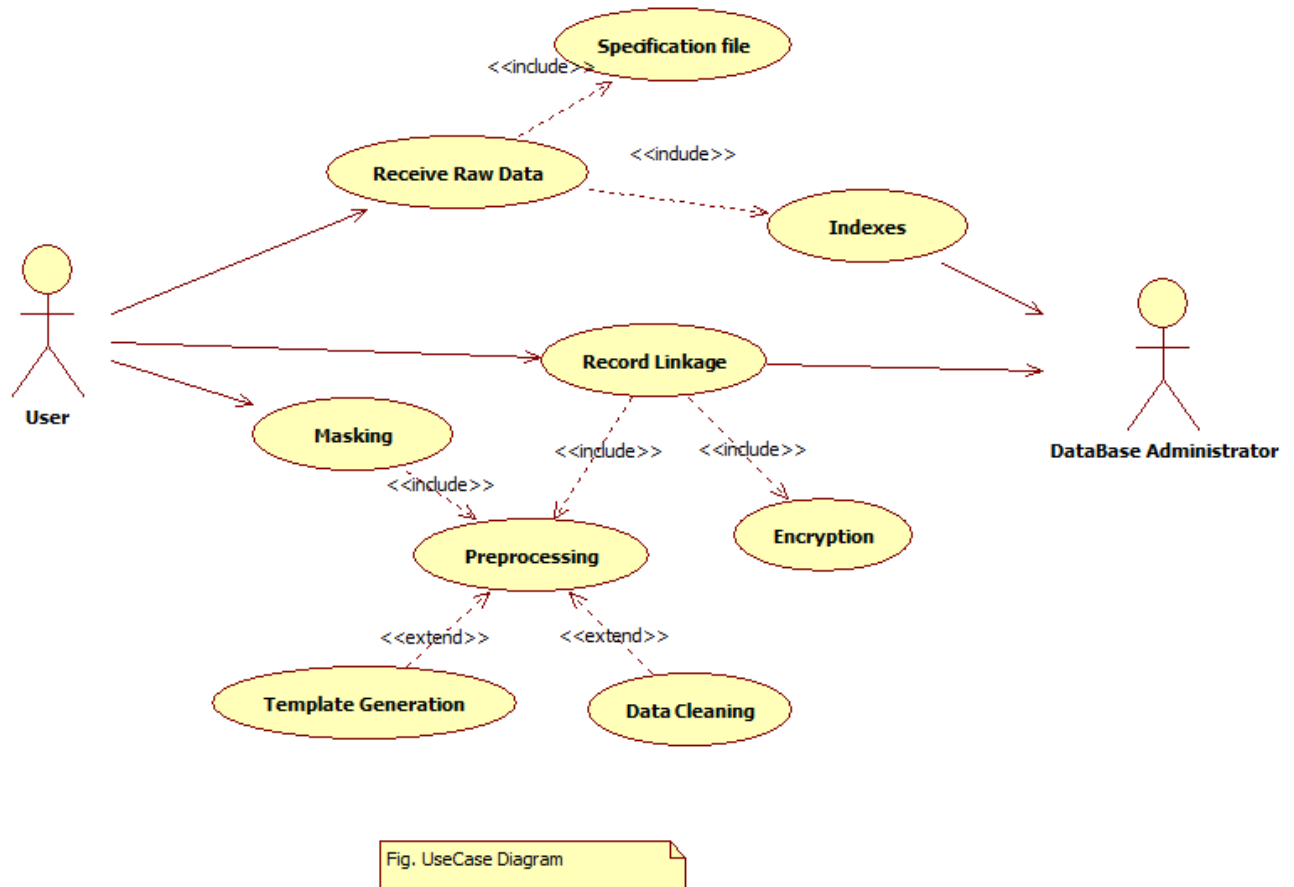 Specification file
<<include>>
<<include>>
Receive Raw Data
Indexes
Record Linkage
User
Masking
DataBase Administrator
<<include>>
<<include>>
<<include>>
Encryption
Preprocessing
<<extend>>
<<extend>>
Template Generation
Data Cleaning
Fig. UseCase Diagram